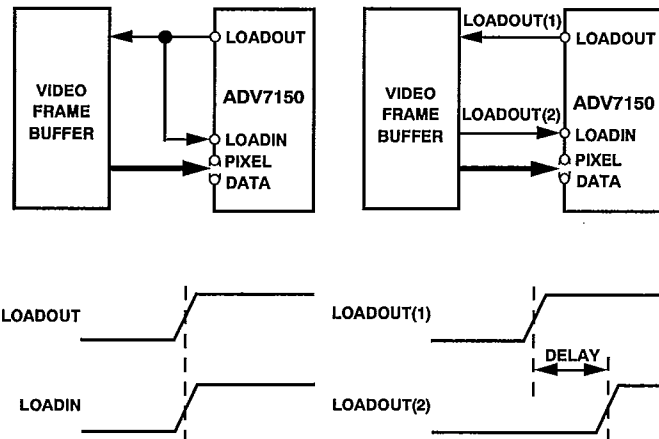 LOADOUT
VIDEO
FRAME
BUFFER
ADV7150
LOADIN
PIXEL
DATA
LOADOUT(1)
LOADOUT
VIDEO
FRAME
BUFFER
ADV7150
LOADOUT(2)
LOADIN
PIXEL
DATA
LOADOUT
LOADIN
LOADOUT(1)
DELAY
LOADOUT(2)